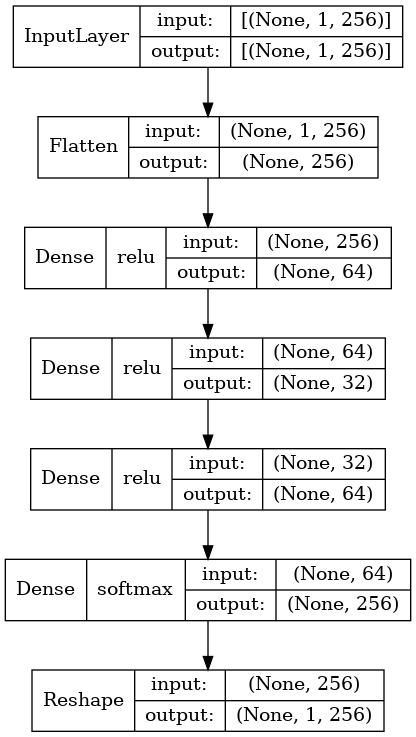 InputLayer input: [(None, 1, 256)]
output: [(None, 1, 256)]
Flatten input: (None, 1, 256)
output: (None, 256)
Dense relu input: (None, 256)
output: (None, 64)
Dense relu input: (None, 64)
output: (None, 32)
Dense relu input: (None, 32)
output: (None, 64)
Dense softmax input: (None, 64)
output: (None, 256)
Reshape input: (None, 256)
output: (None, 1, 256)